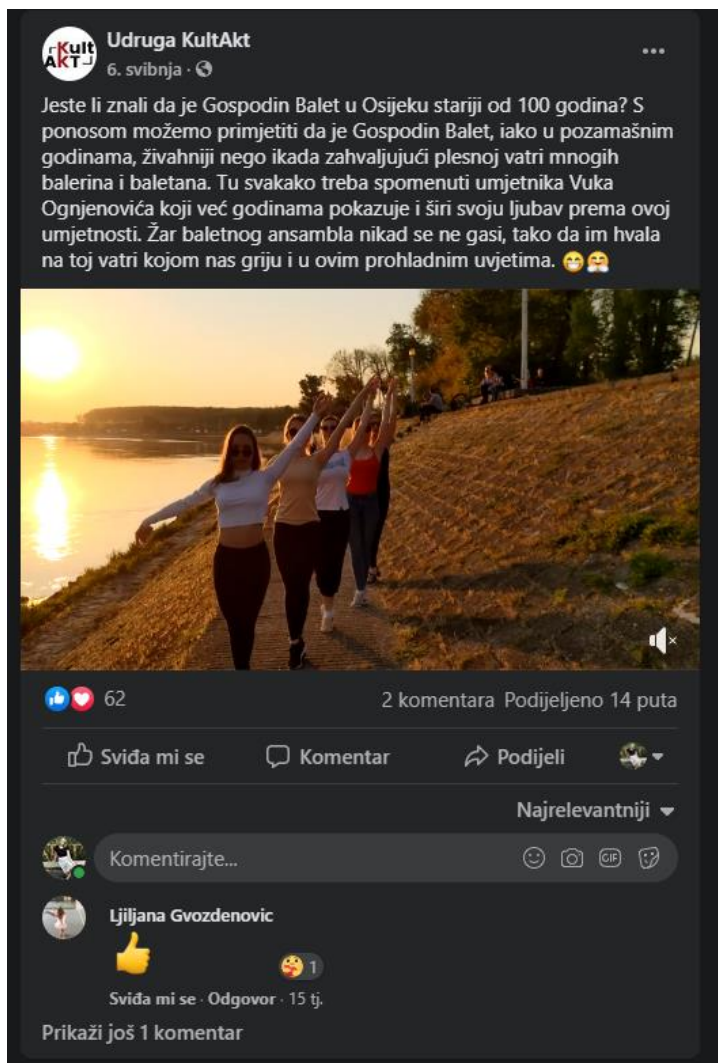 Kult
AKT
Udruga KultAkt
6. svibnja ·
Jeste li znali da je Gospodin Balet u Osijeku stariji od 100 godina? S
ponosom možemo primjetiti da je Gospodin Balet, iako u pozamašnim
godinama, živahniji nego ikada zahvaljujući plesnoj vatri mnogih
balerina i baletana. Tu svakako treba spomenuti umjetnika Vuka
Ognjenovića koji već godinama pokazuje i širi svoju ljubav prema ovoj
umjetnosti. Žar baletnog ansambla nikad se ne gasi, tako da im hvala
na toj vatri kojom nas griju i u ovim prohladnim uvjetima. 😁🤗
62 2 komentara Podijeljeno 14 puta
Sviđa mi se Komentar Podijeli
Najrelevantniji
Komentirajte... GIF
Ljiljana Gvozdenovic
👍 1
Sviđa mi se · Odgovor · 15 tj.
Prikaži još 1 komentar